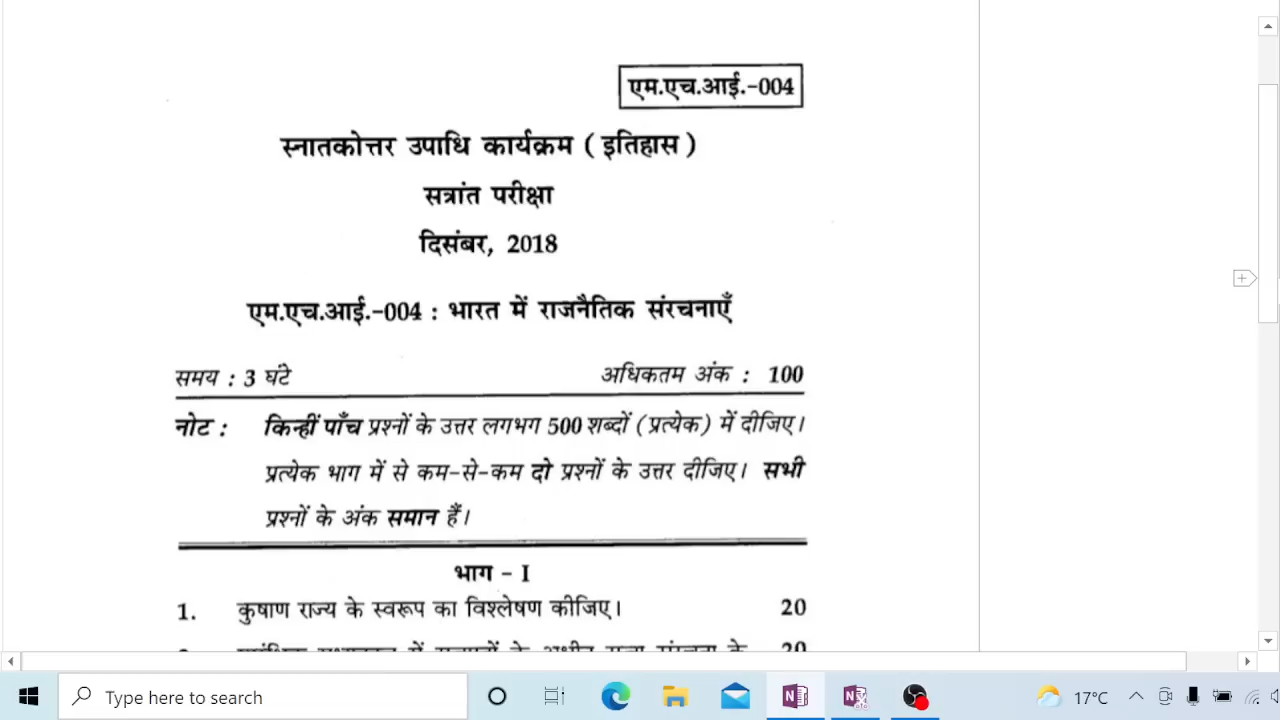 एम.एच.आई.-004
स्नातकोत्तर उपाधि कार्यक्रम ( इतिहास )
सत्रांत परीक्षा
दिसंबर, 2018
एम.एच.आई.-004 : भारत में राजनैतिक संरचनाएँ
समय : 3 घंटे अधिकतम अंक : 100
नोट : किन्हीं पाँच प्रश्नों के उत्तर लगभग 500 शब्दों (प्रत्येक) में दीजिए।
प्रत्येक भाग में से कम-से-कम दो प्रश्नों के उत्तर दीजिए। सभी
प्रश्नों के अंक समान हैं।
भाग - I
1. कुषाण राज्य के स्वरूप का विश्लेषण कीजिए। 20
में के अधीन के 20
Type here to search
17°